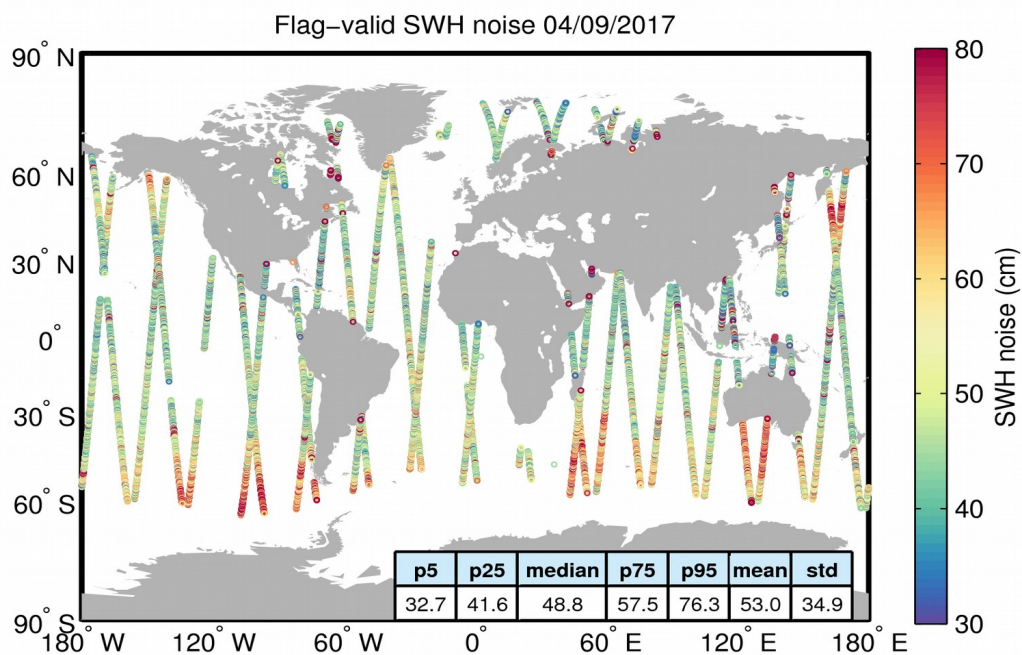 Flag−valid SWH noise 04/09/2017
90° N
60° N
30° N
0°
30° S
60° S
90° S
180° W
120° W
60° W
0°
60° E
120° E
180° E
80
70
60
50
40
30
SWH noise (cm)
p5 p25 median p75 p95 mean std
32.7 41.6 48.8 57.5 76.3 53.0 34.9